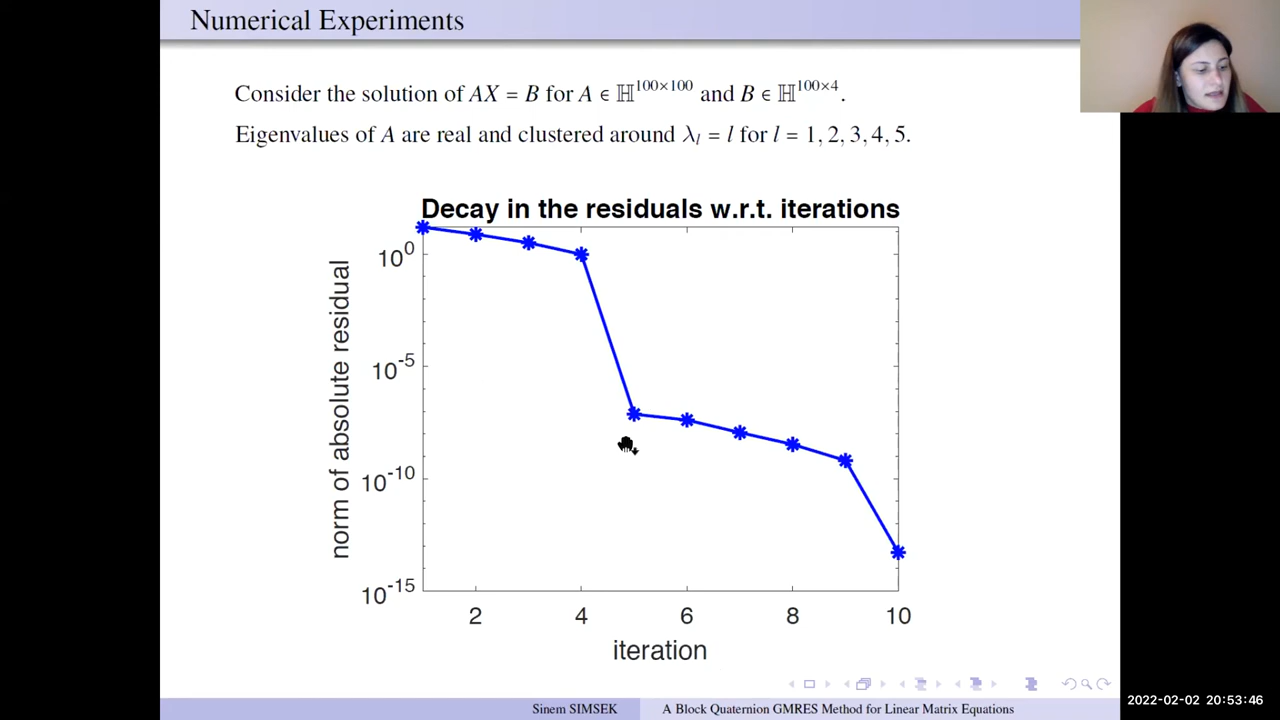 Numerical Experiments
Consider the solution of AX = B for A ∈ ℍ^{100×100} and B ∈ ℍ^{100×4}.
Eigenvalues of A are real and clustered around λ_l = l for l = 1, 2, 3, 4, 5.
Decay in the residuals w.r.t. iterations
norm of absolute residual
10^0
10^{-5}
10^{-10}
10^{-15}
2 4 6 8 10
iteration
Sinem SIMSEK A Block Quaternion GMRES Method for Linear Matrix Equations
2022-02-02 20:53:46